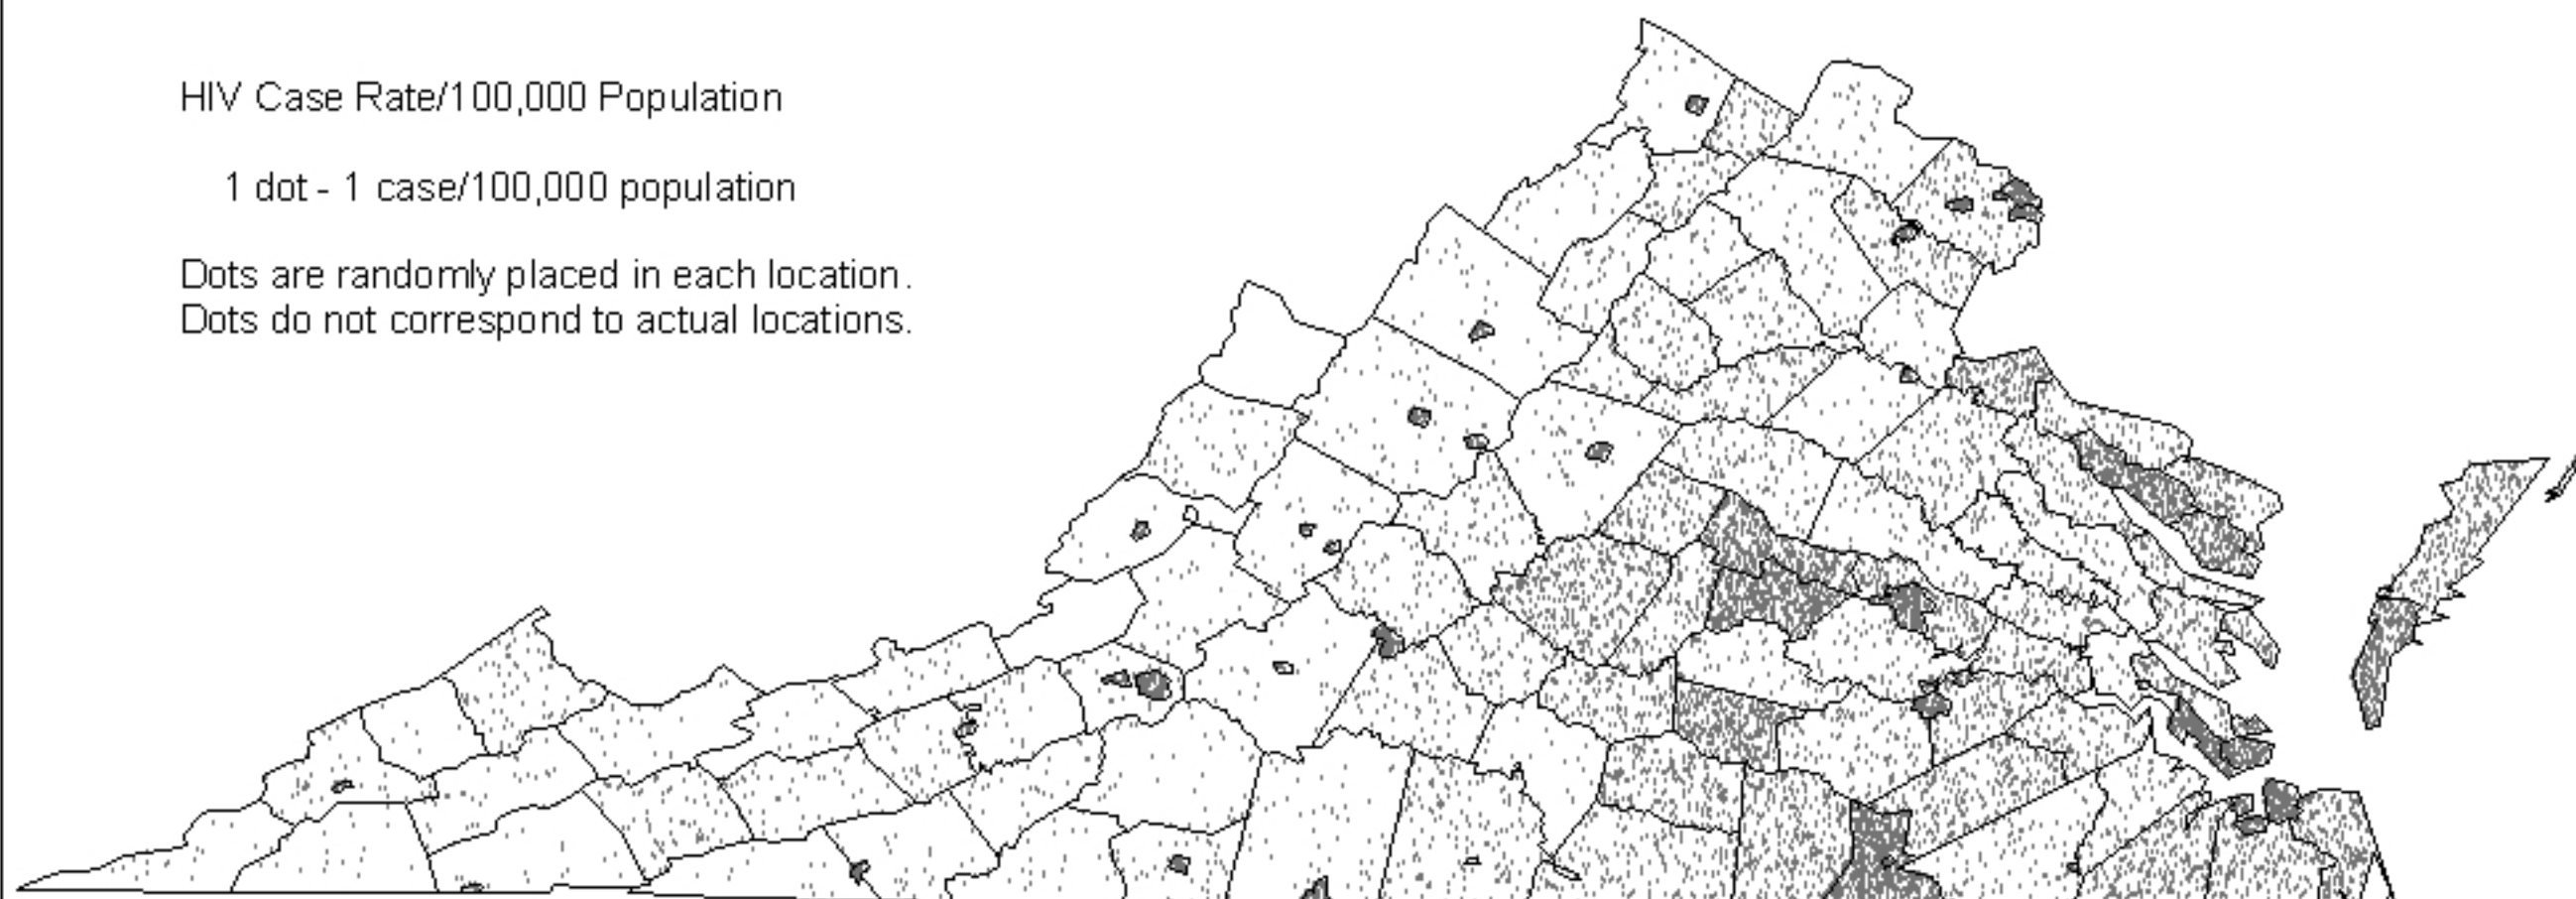 HIV Case Rate/100,000 Population
1 dot - 1 case/100,000 population
Dots are randomly placed in each location.
Dots do not correspond to actual locations.